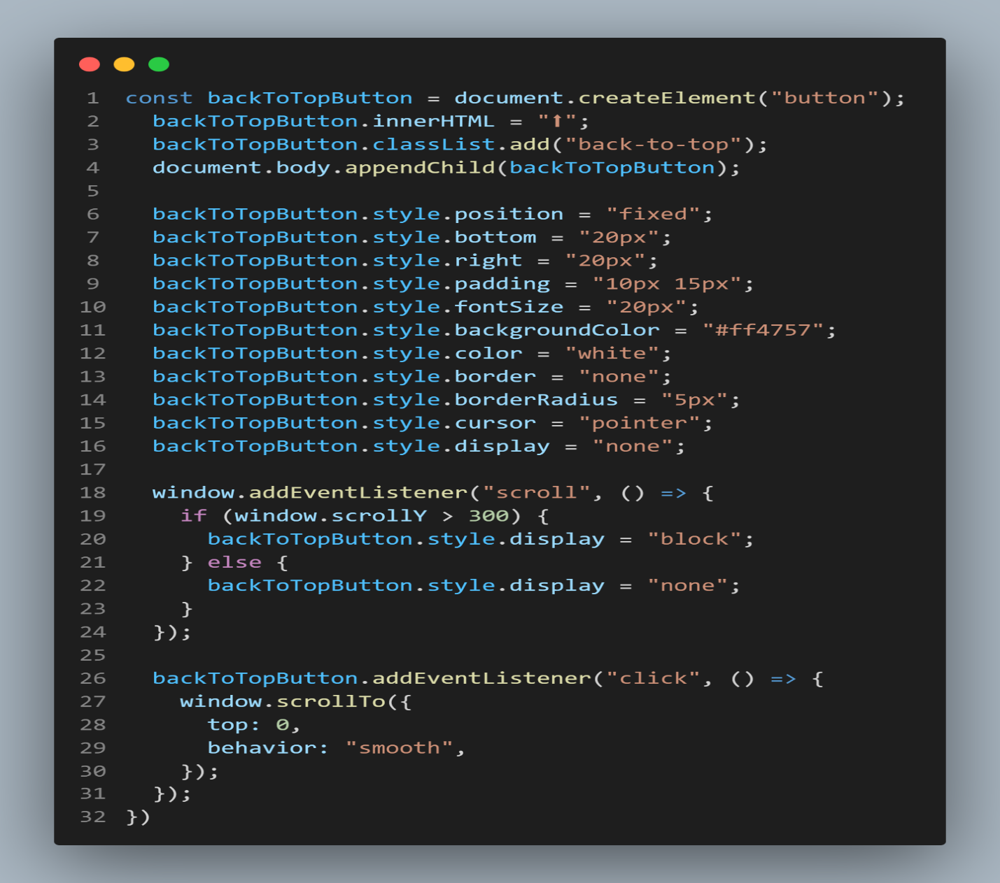 1 const backToTopButton = document.createElement("button");
2   backToTopButton.innerHTML = "⬆";
3   backToTopButton.classList.add("back-to-top");
4   document.body.appendChild(backToTopButton);
5
6   backToTopButton.style.position = "fixed";
7   backToTopButton.style.bottom = "20px";
8   backToTopButton.style.right = "20px";
9   backToTopButton.style.padding = "10px 15px";
10   backToTopButton.style.fontSize = "20px";
11   backToTopButton.style.backgroundColor = "#ff4757";
12   backToTopButton.style.color = "white";
13   backToTopButton.style.border = "none";
14   backToTopButton.style.borderRadius = "5px";
15   backToTopButton.style.cursor = "pointer";
16   backToTopButton.style.display = "none";
17
18   window.addEventListener("scroll", () => {
19     if (window.scrollY > 300) {
20       backToTopButton.style.display = "block";
21     } else {
22       backToTopButton.style.display = "none";
23     }
24   });
25
26   backToTopButton.addEventListener("click", () => {
27     window.scrollTo({
28       top: 0,
29       behavior: "smooth",
30     });
31   });
32 })